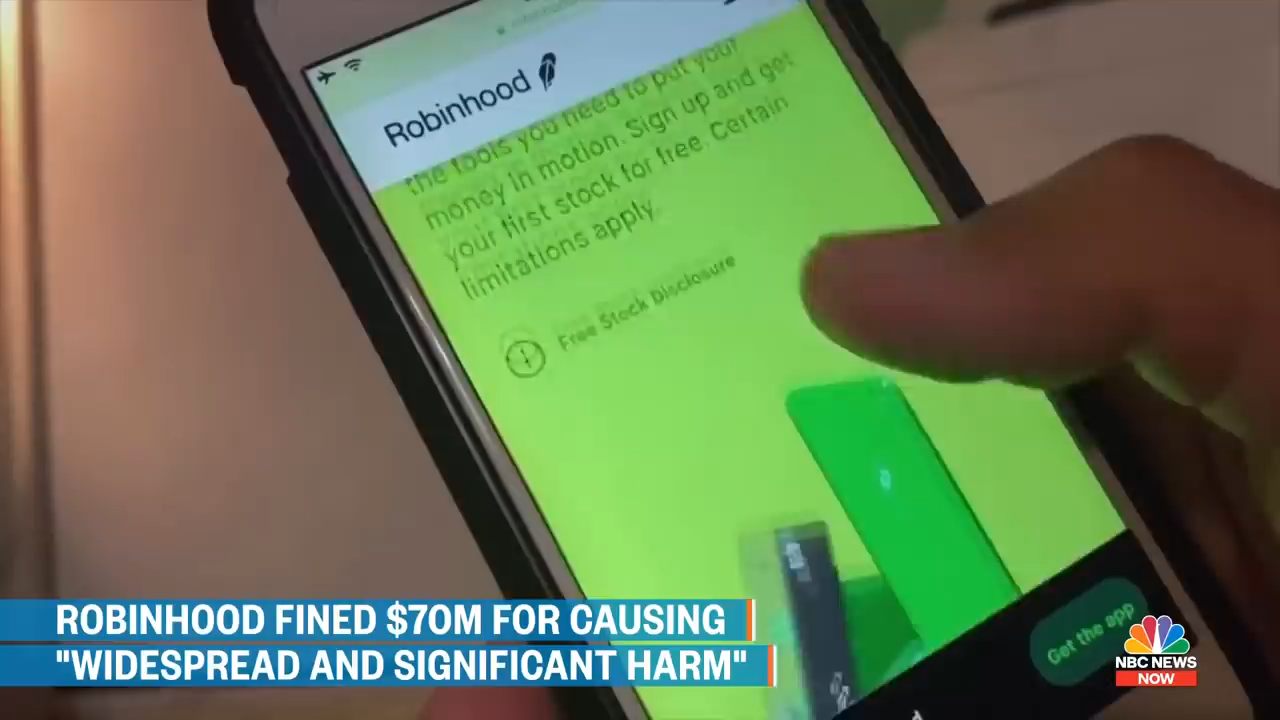 Robinhood
the tools you need to put your
money in motion. Sign up and get
your first stock for free. Certain
limitations apply.
Free Stock Disclosure
Get the app
ROBINHOOD FINED $70M FOR CAUSING
"WIDESPREAD AND SIGNIFICANT HARM"
NBC NEWS
NOW